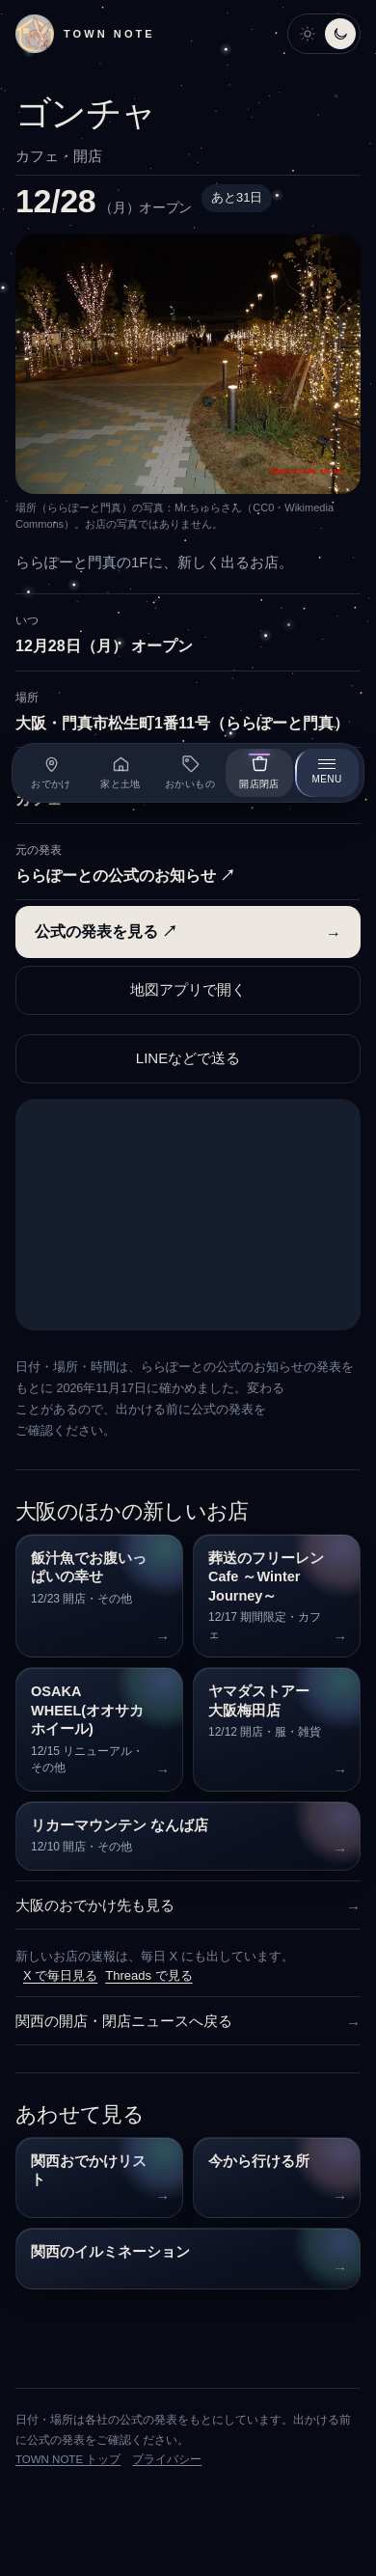 TOWN NOTE
ゴンチャ
カフェ・開店
12/28 （月）オープン あと31日
場所（ららぽーと門真）の写真：Mr.ちゅらさん（CC0・Wikimedia
Commons）。お店の写真ではありません。
ららぽーと門真の1Fに、新しく出るお店。
いつ
12月28日（月） オープン
場所
大阪・門真市松生町1番11号（ららぽーと門真）
おでかけ
家と土地
おかいもの
開店閉店
MENU
カフェ
元の発表
ららぽーとの公式のお知らせ ↗
公式の発表を見る ↗ →
地図アプリで開く
LINEなどで送る
日付・場所・時間は、ららぽーとの公式のお知らせの発表を
もとに 2026年11月17日に確かめました。変わる
ことがあるので、出かける前に公式の発表を
ご確認ください。
大阪のほかの新しいお店
飯汁魚でお腹いっ
ぱいの幸せ
12/23 開店・その他
→
葬送のフリーレン
Cafe ～Winter
Journey～
12/17 期間限定・カフ
ェ
→
OSAKA
WHEEL(オオサカ
ホイール)
12/15 リニューアル・
その他
→
ヤマダストアー
大阪梅田店
12/12 開店・服・雑貨
→
リカーマウンテン なんば店
12/10 開店・その他
→
大阪のおでかけ先も見る →
新しいお店の速報は、毎日 X にも出しています。
X で毎日見る Threads で見る
関西の開店・閉店ニュースへ戻る →
あわせて見る
関西おでかけリス
ト
→
今から行ける所
→
関西のイルミネーション
→
日付・場所は各社の公式の発表をもとにしています。出かける前
に公式の発表をご確認ください。
TOWN NOTE トップ プライバシー